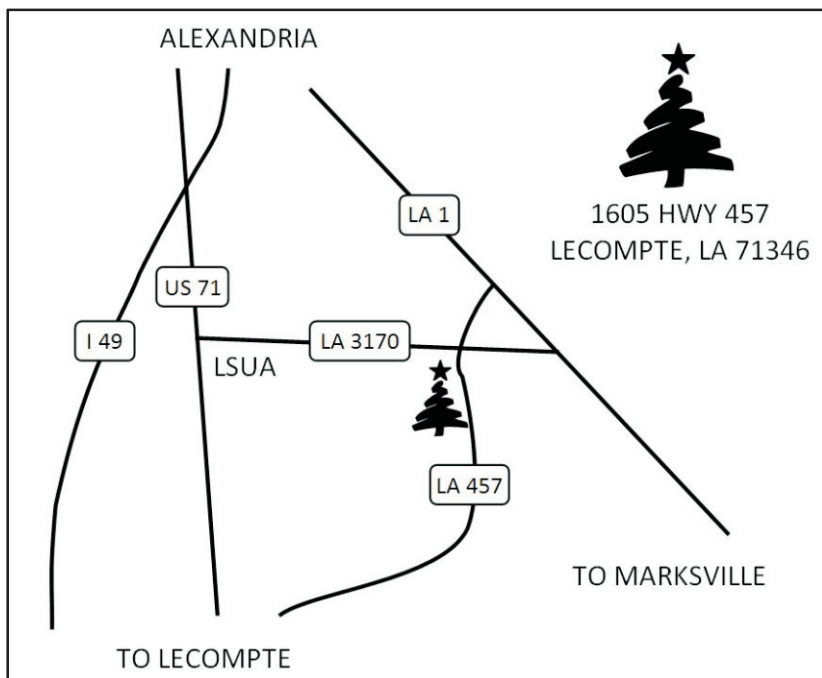 ALEXANDRIA
1605 HWY 457
LECOMPTE, LA 71346
LA 1
US 71
I 49
LA 3170
LSUA
LA 457
TO MARKSVILLE
TO LECOMPTE